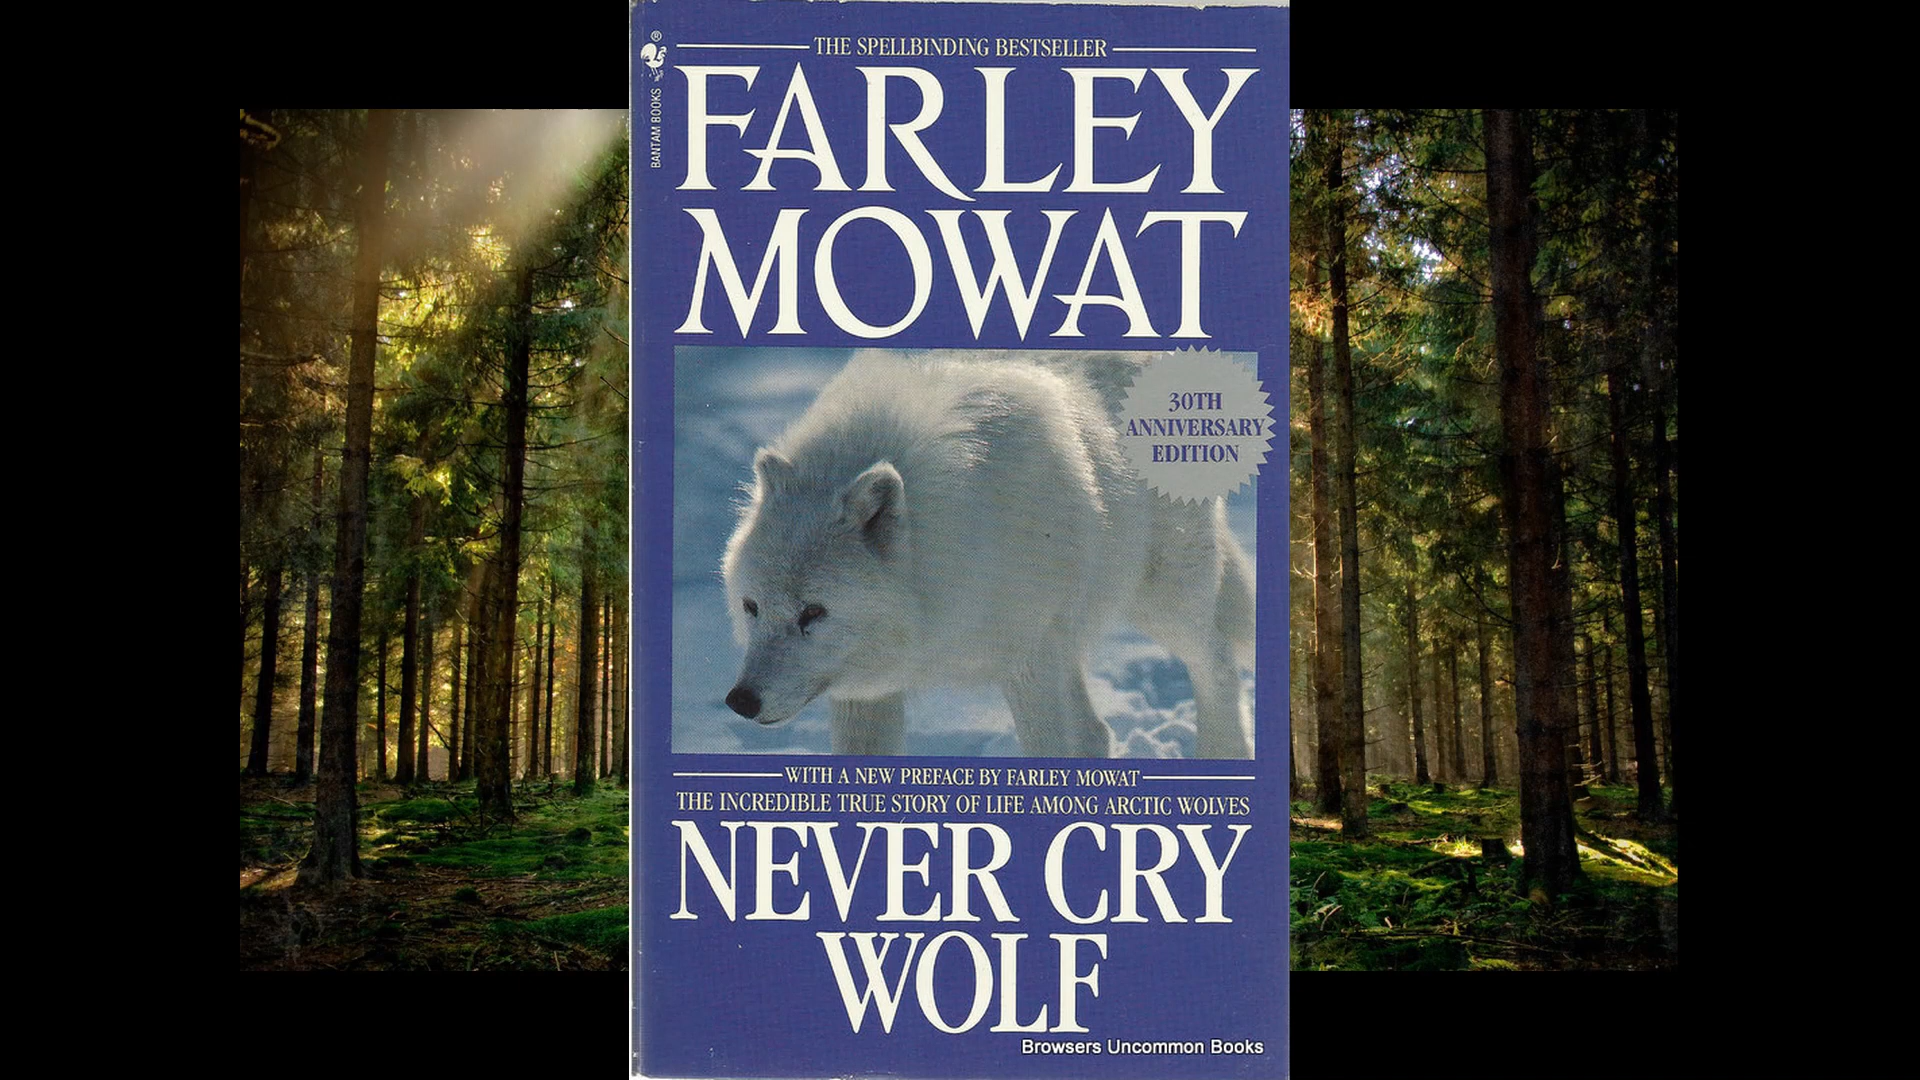 THE SPELLBINDING BESTSELLER
®
BANTAM BOOKS
FARLEY
MOWAT
30TH
ANNIVERSARY
EDITION
WITH A NEW PREFACE BY FARLEY MOWAT
THE INCREDIBLE TRUE STORY OF LIFE AMONG ARCTIC WOLVES
NEVER CRY
WOLF
Browsers Uncommon Books